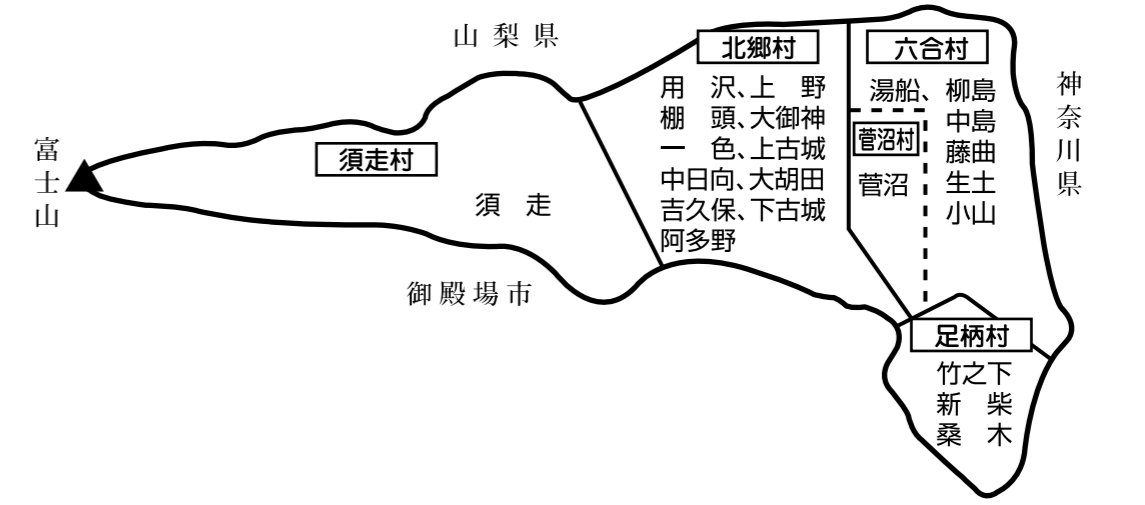 山梨県
富士山
須走村
須　走
御殿場市
北郷村
用　沢、上　野
棚　頭、大御神
一　色、上古城
中日向、大胡田
吉久保、下古城
阿多野
六合村
湯船、柳島
中島
藤曲
生土
小山
菅沼村
菅沼
神奈川県
足柄村
竹之下
新　柴
桑　木